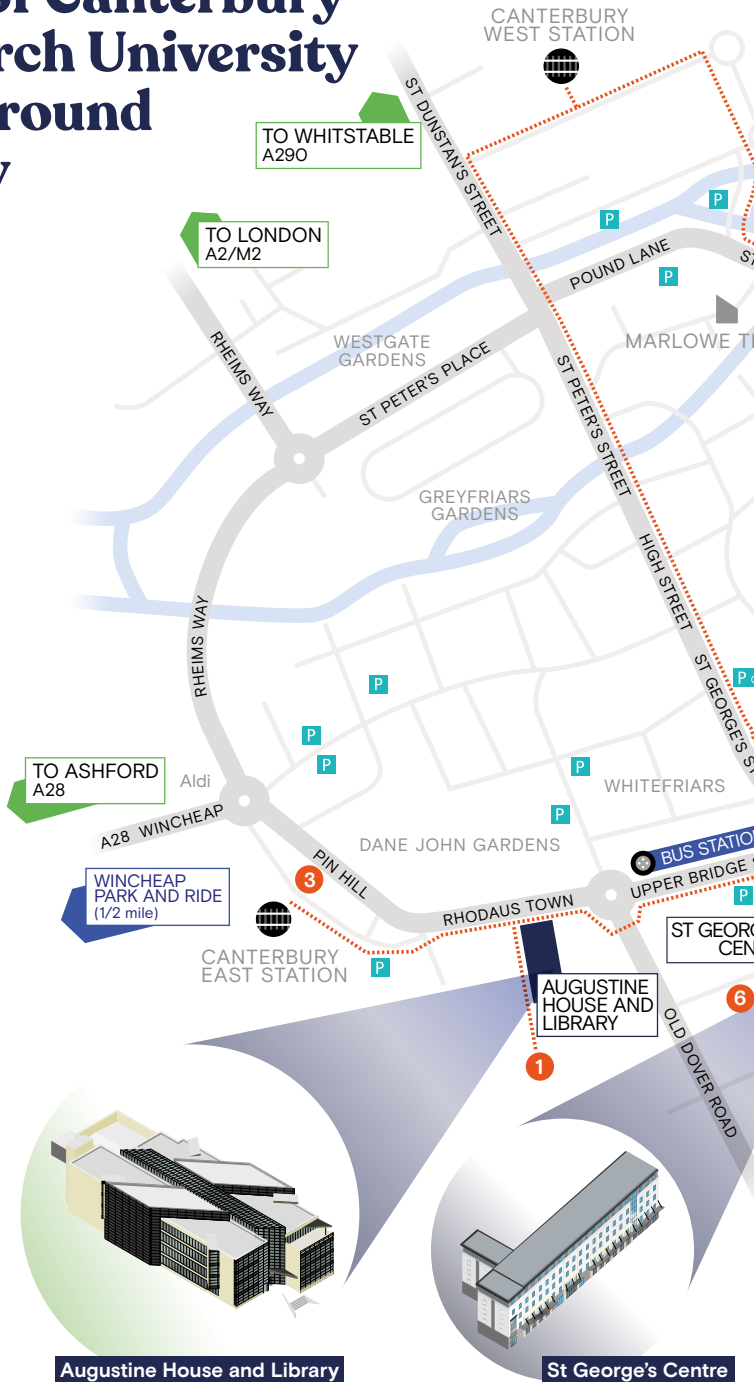 of Canterbury
rch University
round
y
CANTERBURY
WEST STATION
TO WHITSTABLE
A290
ST DUNSTAN'S STREET
P
P
TO LONDON
A2/M2
POUND LANE
ST
P
RHEIMS WAY
WESTGATE
GARDENS
MARLOWE T
ST PETER'S PLACE
ST PETER'S STREET
GREYFRIARS
GARDENS
HIGH STREET
RHEIMS WAY
ST GEORGE'S S
P
P
P
P
P
TO ASHFORD
A28
Aldi
WHITEFRIARS
P
A28 WINCHEAP
DANE JOHN GARDENS
PIN HILL
3
BUS STATIO
UPPER BRIDGE
P
WINCHEAP
PARK AND RIDE
(1/2 mile)
RHODAUS TOWN
CANTERBURY
EAST STATION
P
ST GEORG
CEN
AUGUSTINE
HOUSE AND
LIBRARY
6
OLD DOVER ROAD
1
Augustine House and Library
St George's Centre